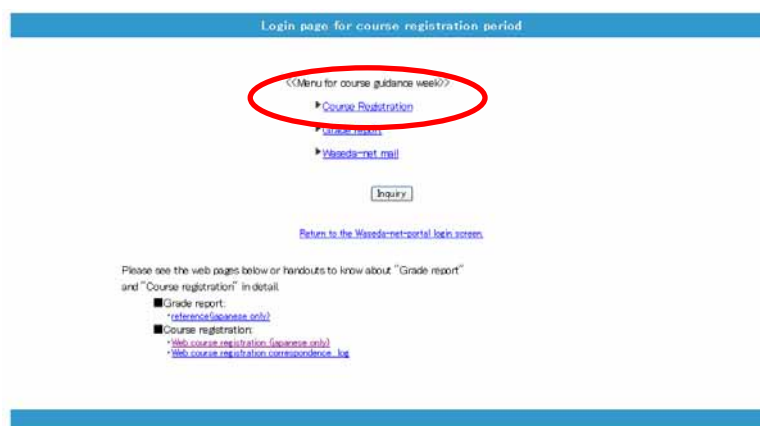 Login page for course registration period
<<Menu for course guidance week>>
▶Course Registration
▶Grade report
▶Waseda-net mail
Inquiry
Return to the Waseda-net-portal login screen.
Please see the web pages below or handouts to know about "Grade report"
and "Course registration" in detail.
■Grade report:
・reference(japanese only)
■Course registration:
・Web course registration (japanese only)
・Web course registration correspondence log